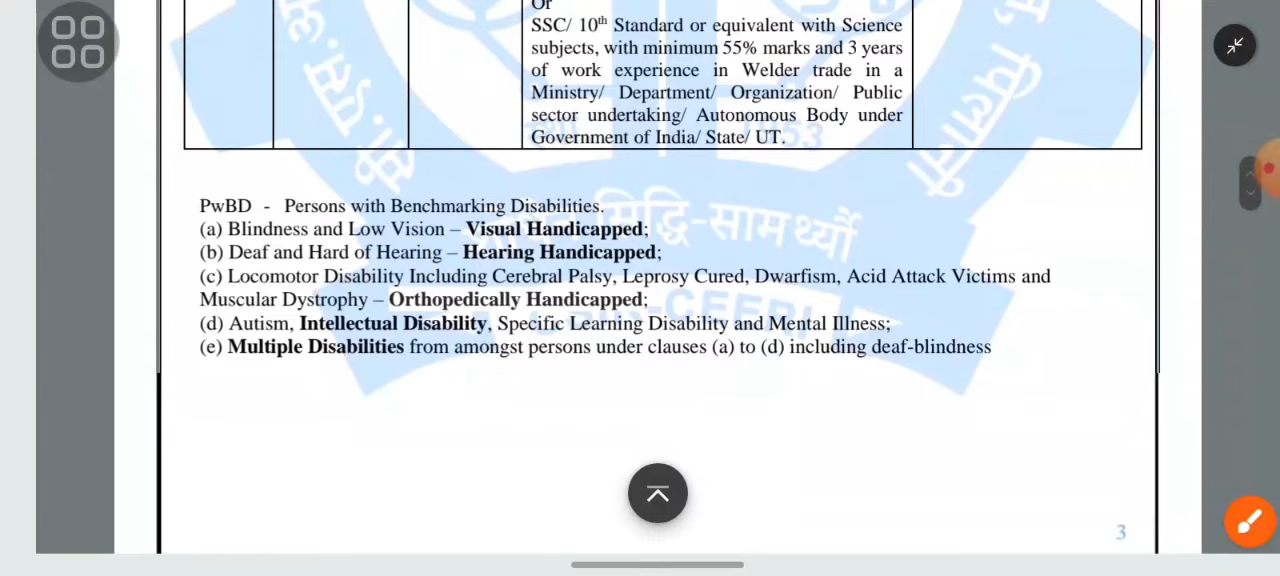 Or
SSC/ 10th Standard or equivalent with Science
subjects, with minimum 55% marks and 3 years
of work experience in Welder trade in a
Ministry/ Department/ Organization/ Public
sector undertaking/ Autonomous Body under
Government of India/ State/ UT.
PwBD - Persons with Benchmarking Disabilities.
(a) Blindness and Low Vision – Visual Handicapped;
(b) Deaf and Hard of Hearing – Hearing Handicapped;
(c) Locomotor Disability Including Cerebral Palsy, Leprosy Cured, Dwarfism, Acid Attack Victims and
Muscular Dystrophy – Orthopedically Handicapped;
(d) Autism, Intellectual Disability, Specific Learning Disability and Mental Illness;
(e) Multiple Disabilities from amongst persons under clauses (a) to (d) including deaf-blindness
3